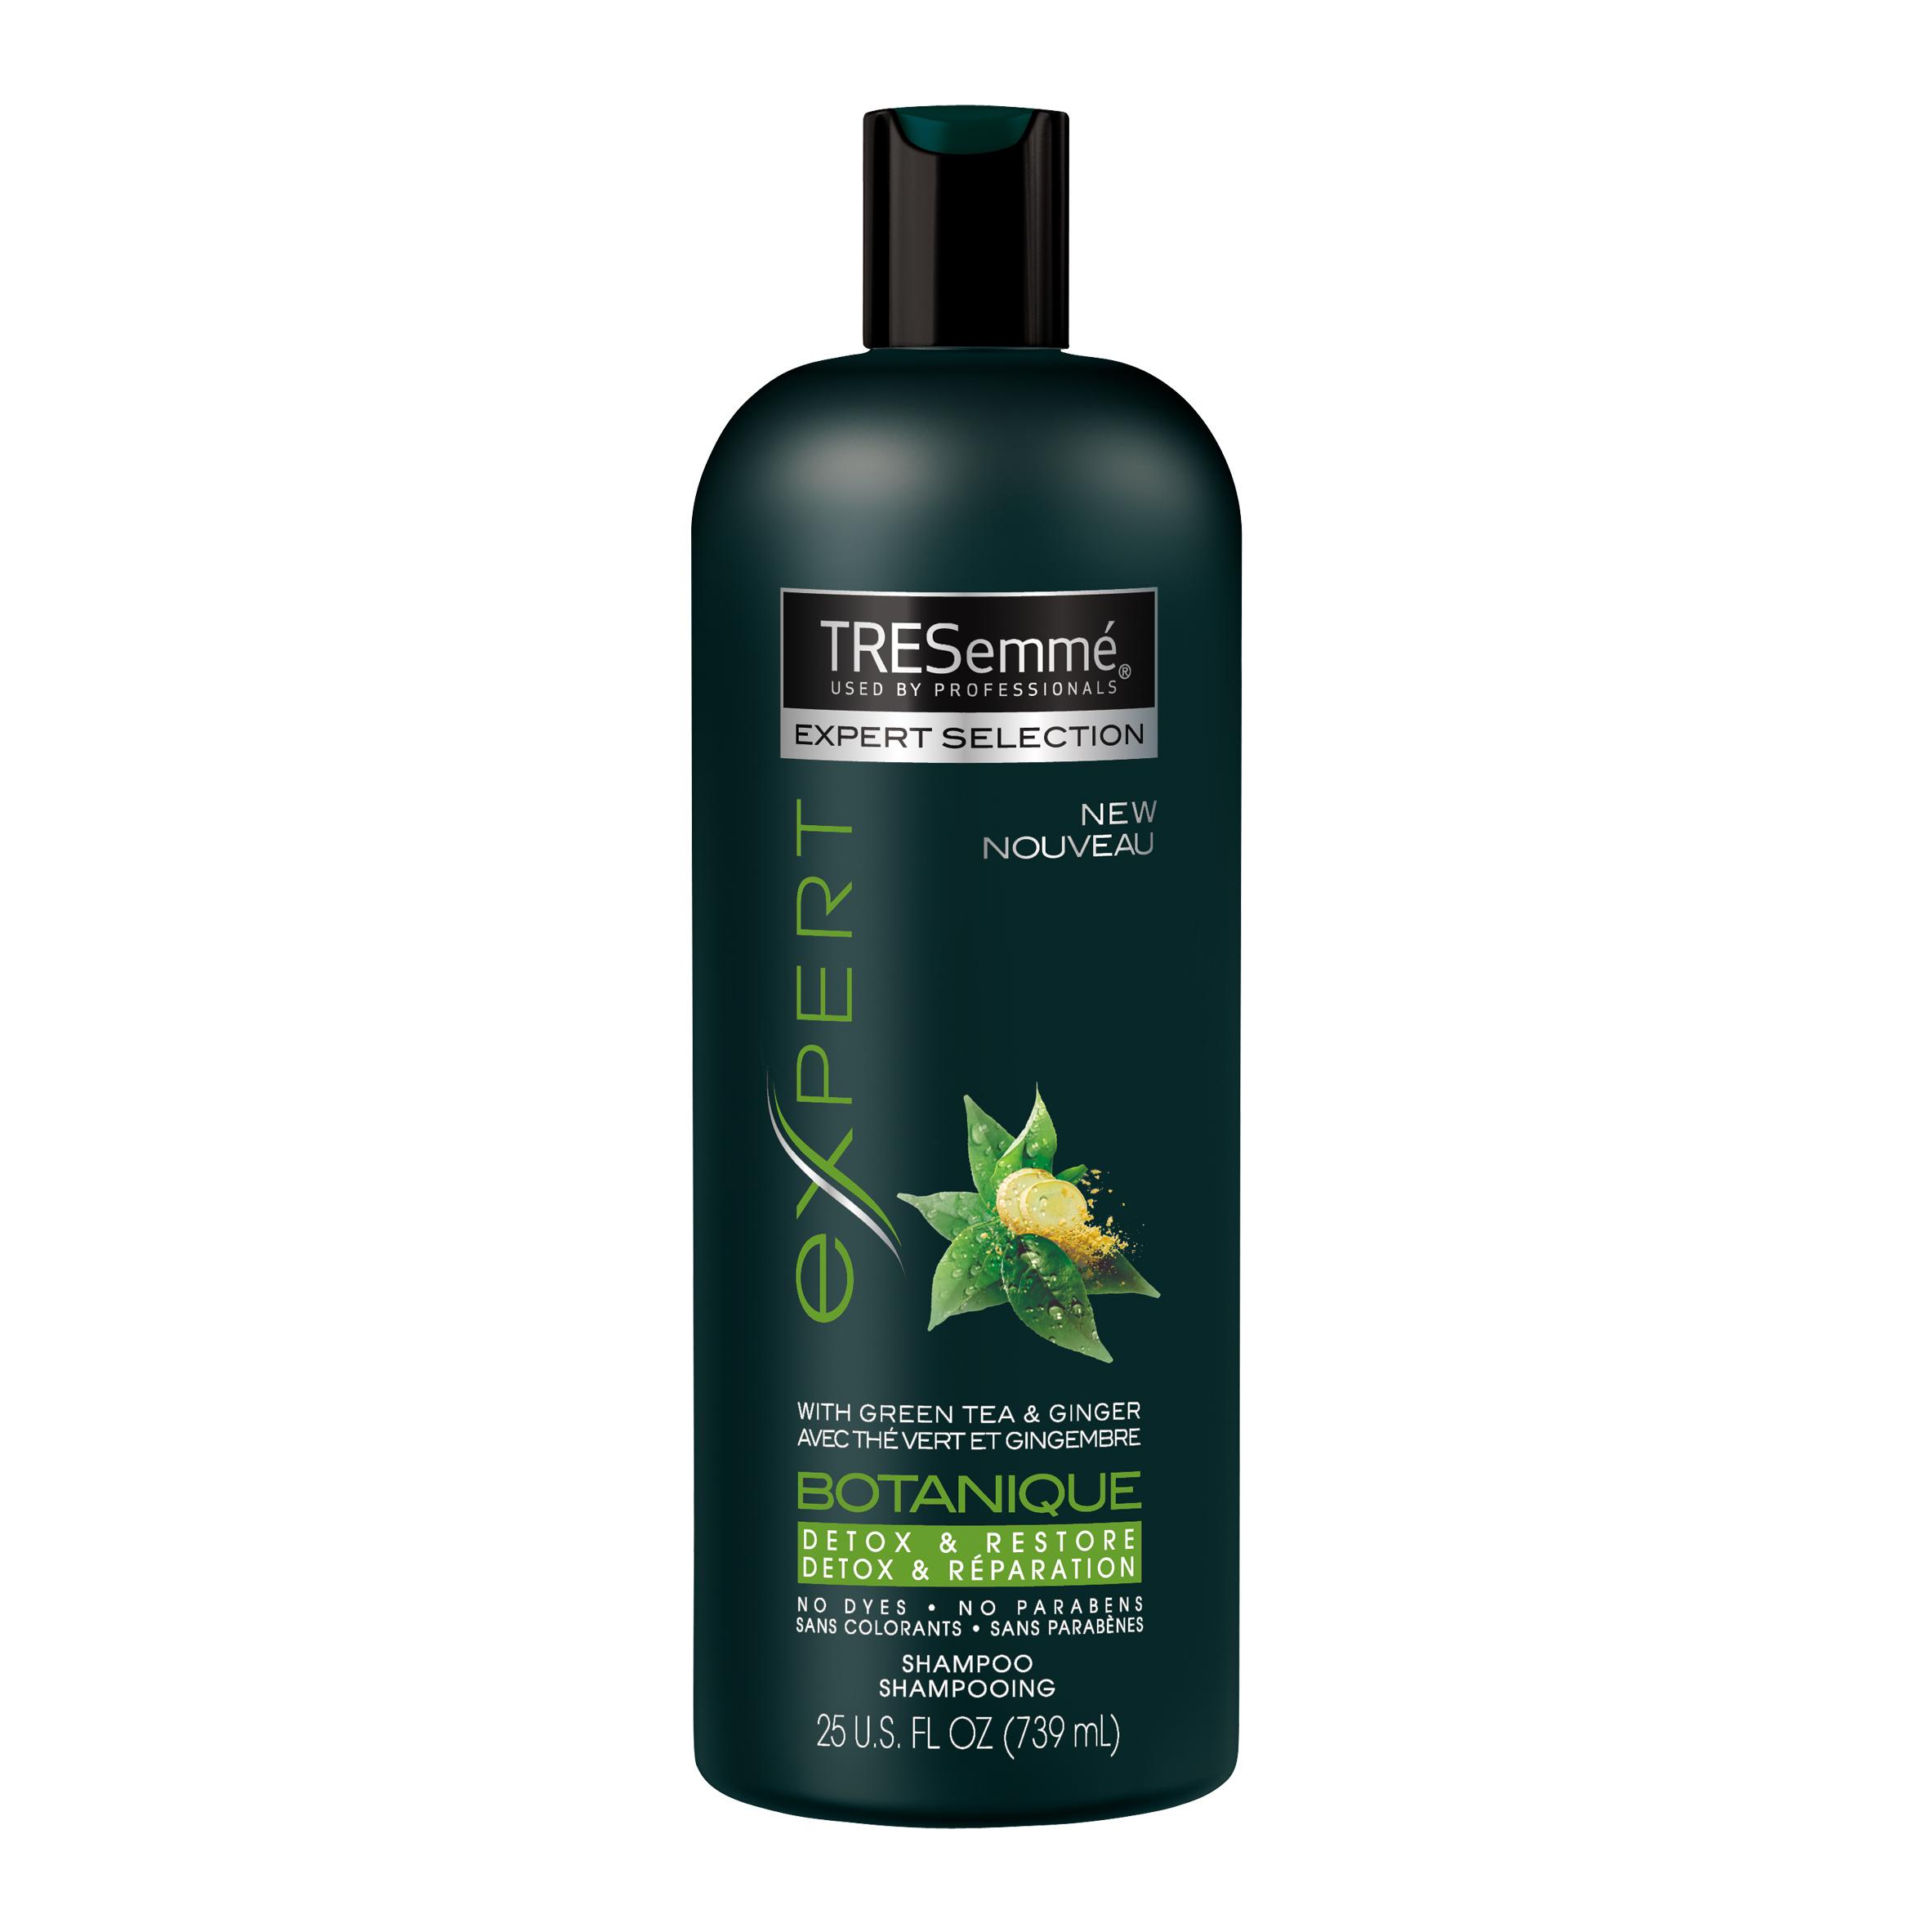 TRESemmé®
USED BY PROFESSIONALS
EXPERT SELECTION
NEW
NOUVEAU
eXPERT
WITH GREEN TEA & GINGER
AVEC THÉ VERT ET GINGEMBRE
BOTANIQUE
DETOX & RESTORE
DETOX & RÉPARATION
NO DYES • NO PARABENS
SANS COLORANTS • SANS PARABÈNES
SHAMPOO
SHAMPOOING
25 U.S. FL OZ (739 mL)